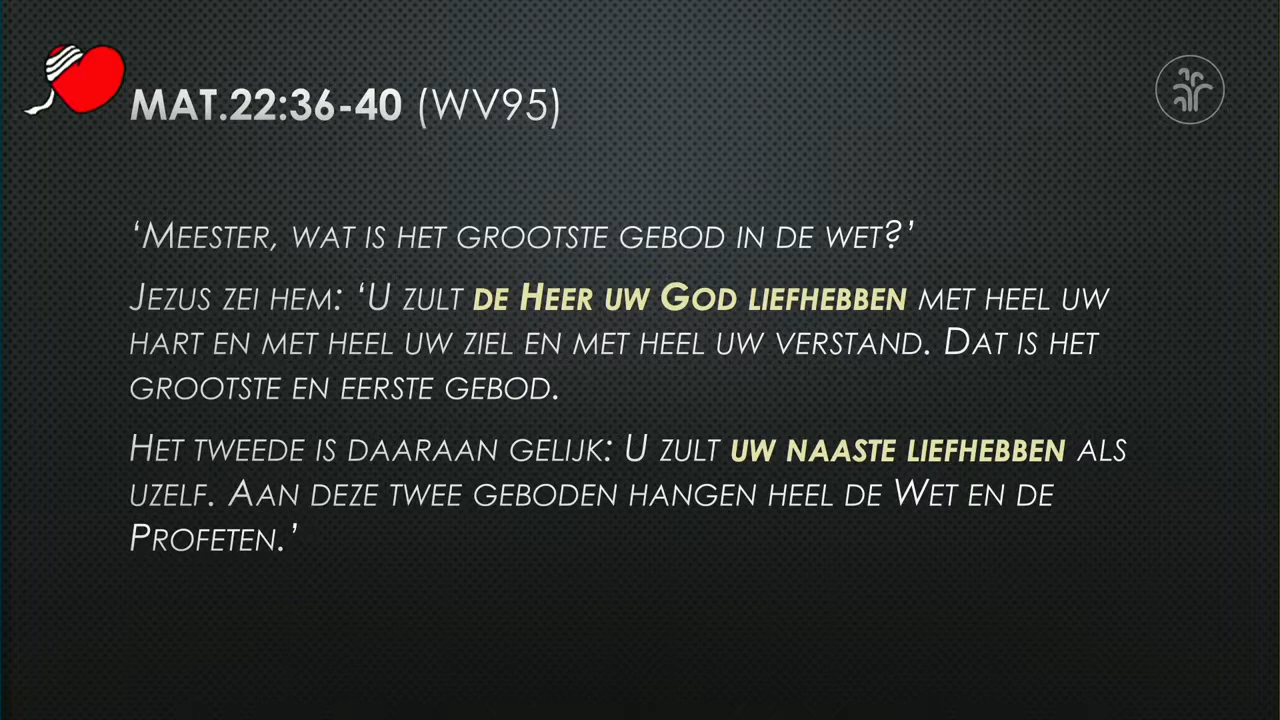 MAT.22:36-40 (WV95)
‘Meester, wat is het grootste gebod in de wet?’
Jezus zei hem: ‘U zult de Heer uw God liefhebben met heel uw
hart en met heel uw ziel en met heel uw verstand. Dat is het
grootste en eerste gebod.
Het tweede is daaraan gelijk: U zult uw naaste liefhebben als
uzelf. Aan deze twee geboden hangen heel de Wet en de
Profeten.’